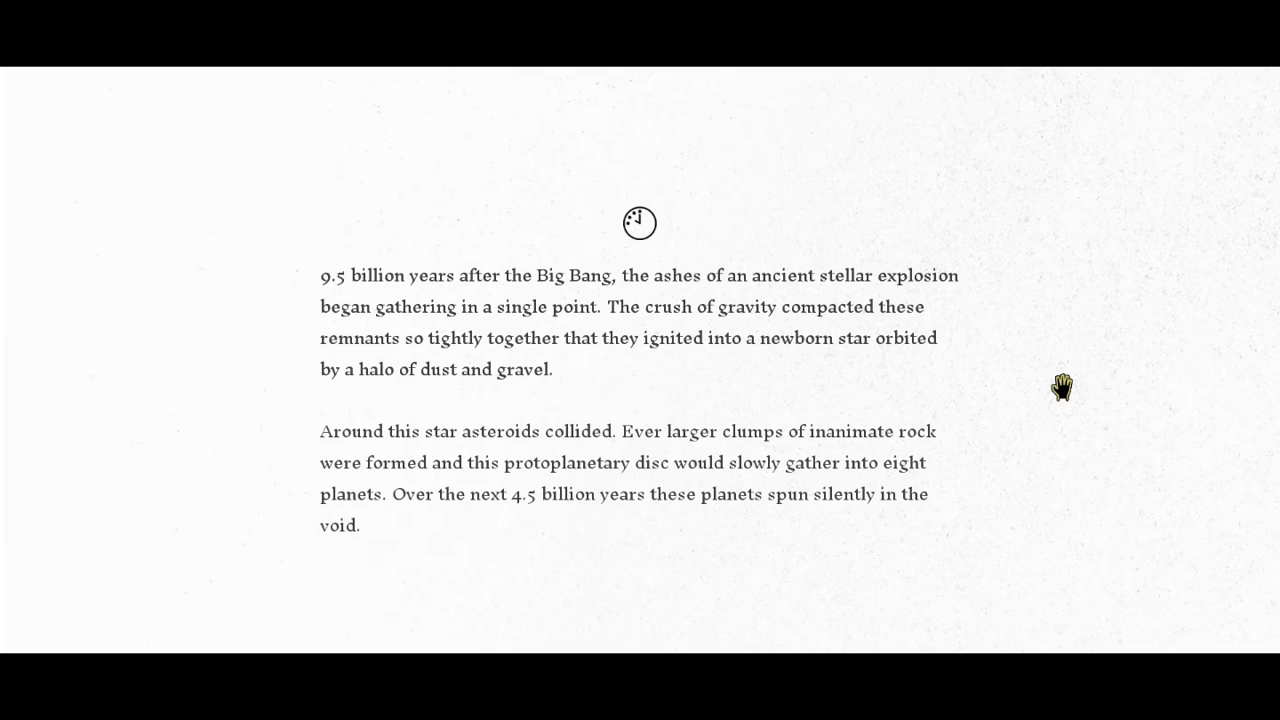 9.5 billion years after the Big Bang, the ashes of an ancient stellar explosion
began gathering in a single point. The crush of gravity compacted these
remnants so tightly together that they ignited into a newborn star orbited
by a halo of dust and gravel.
Around this star asteroids collided. Ever larger clumps of inanimate rock
were formed and this protoplanetary disc would slowly gather into eight
planets. Over the next 4.5 billion years these planets spun silently in the
void.